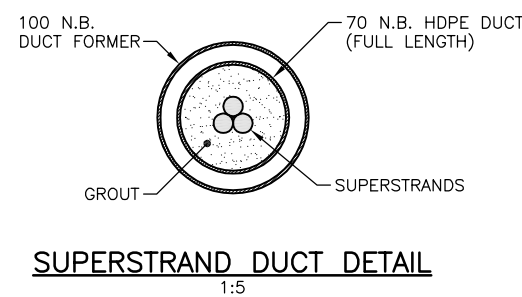 100 N.B.
DUCT FORMER
70 N.B. HDPE DUCT
(FULL LENGTH)
GROUT
SUPERSTRANDS
SUPERSTRAND DUCT DETAIL
1:5